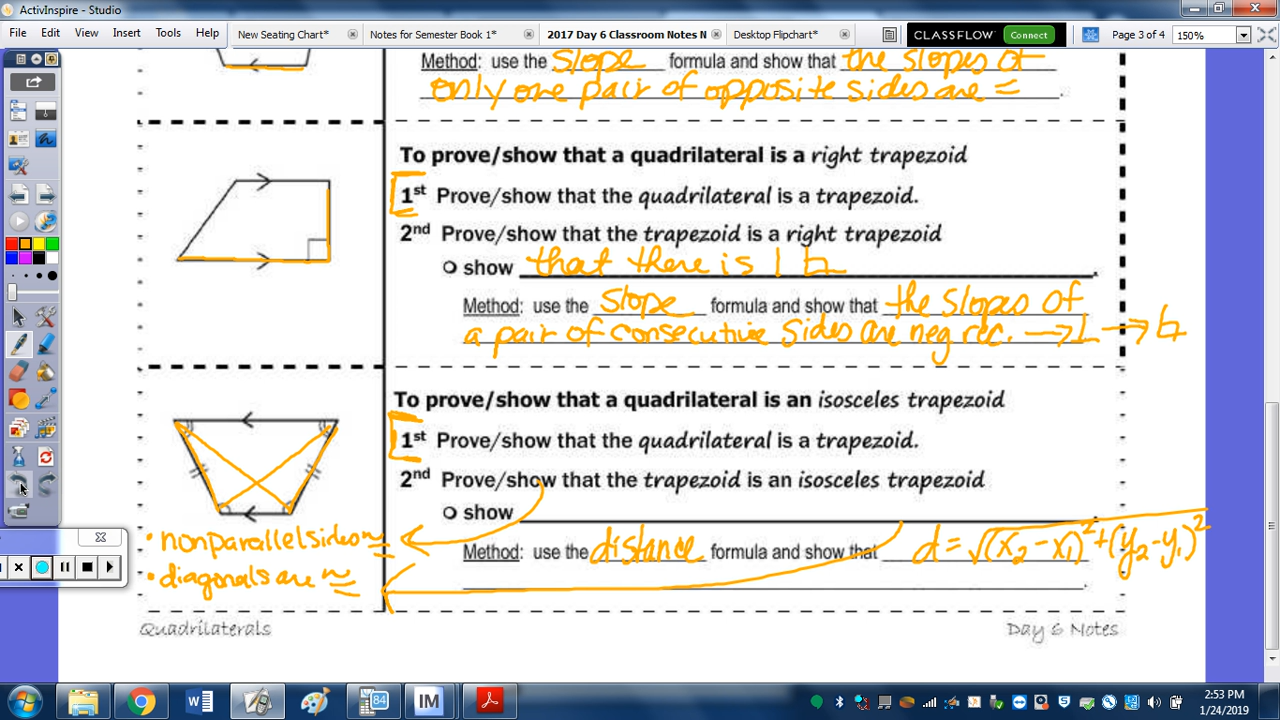 ActivInspire - Studio
File Edit View Insert Tools Help
New Seating Chart* Notes for Semester Book 1* 2017 Day 6 Classroom Notes N Desktop Flipchart* CLASSFLOW Connect Page 3 of 4 150%
Method: use the slope formula and show that the slopes of
only one pair of opposite sides are =.
To prove/show that a quadrilateral is a right trapezoid
1st Prove/show that the quadrilateral is a trapezoid.
2nd Prove/show that the trapezoid is a right trapezoid
show that there is 1 ⦜.
Method: use the slope formula and show that the slopes of
a pair of consecutive sides are neg rec. → ⊥ → ⦜
To prove/show that a quadrilateral is an isosceles trapezoid
1st Prove/show that the quadrilateral is a trapezoid.
2nd Prove/show that the trapezoid is an isosceles trapezoid
show .
• nonparallel sides ≅
Method: use the distance formula and show that d = √(x₂ - x₁)² + (y₂ - y₁)²
• diagonals are ≅
Quadrilaterals Day 6 Notes
W 84 IM
2:53 PM
1/24/2019